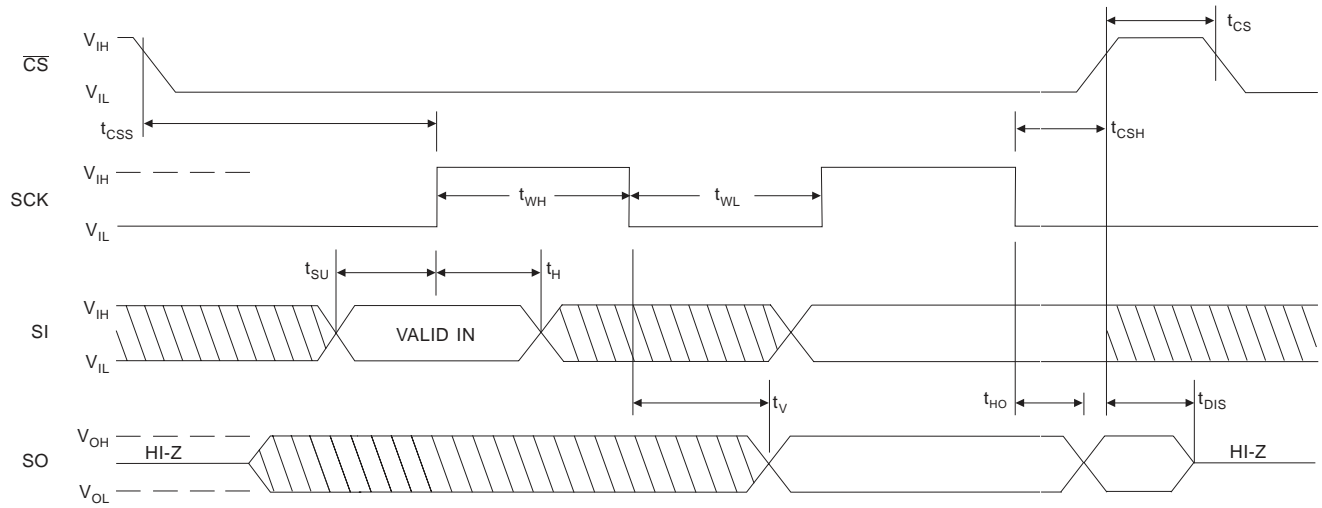 t_CS
V_IH
C̅S̅
V_IL
t_CSS
t_CSH
V_IH
SCK
t_WH
t_WL
V_IL
t_SU
t_H
V_IH
SI
VALID IN
V_IL
t_V
t_HO
t_DIS
V_OH
SO
HI-Z
HI-Z
V_OL